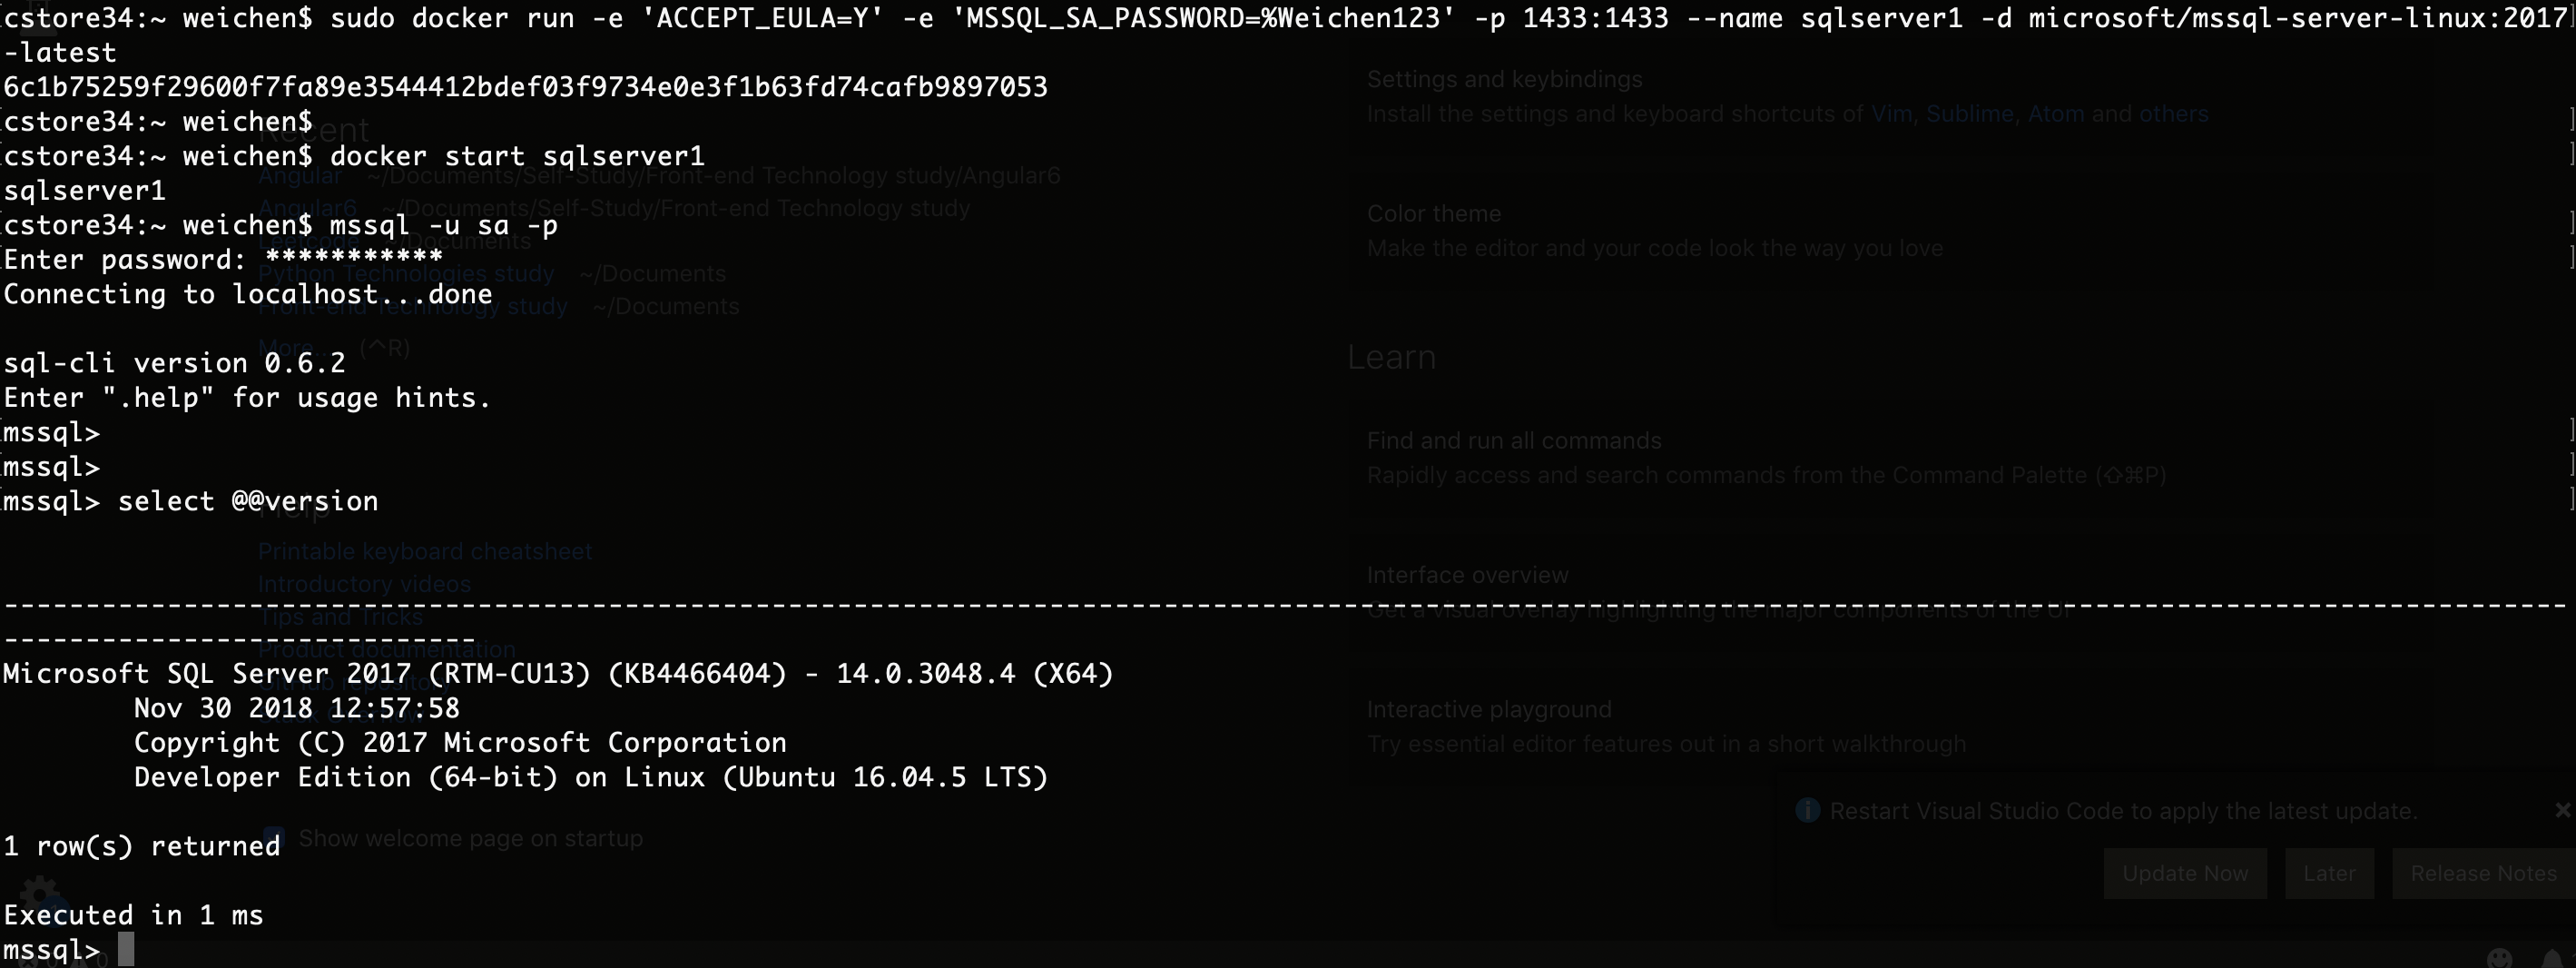 cstore34:~ weichen$ sudo docker run -e 'ACCEPT_EULA=Y' -e 'MSSQL_SA_PASSWORD=%Weichen123' -p 1433:1433 --name sqlserver1 -d microsoft/mssql-server-linux:2017
-latest
6c1b75259f29600f7fa89e3544412bdef03f9734e0e3f1b63fd74cafb9897053
cstore34:~ weichen$
cstore34:~ weichen$ docker start sqlserver1
sqlserver1
cstore34:~ weichen$ mssql -u sa -p
Enter password: ***********
Connecting to localhost...done
sql-cli version 0.6.2
Enter ".help" for usage hints.
mssql>
mssql>
mssql> select @@version
Microsoft SQL Server 2017 (RTM-CU13) (KB4466404) - 14.0.3048.4 (X64)
Nov 30 2018 12:57:58
Copyright (C) 2017 Microsoft Corporation
Developer Edition (64-bit) on Linux (Ubuntu 16.04.5 LTS)
1 row(s) returned
Executed in 1 ms
mssql>
Recent
Angular ~/Documents/Self-Study/Front-end Technology study/Angular6
Angular6 ~/Documents/Self-Study/Front-end Technology study
Leetcode ~/Documents
Python Technologies study ~/Documents
Front-end Technology study ~/Documents
More... (^R)
Help
Printable keyboard cheatsheet
Introductory videos
Tips and Tricks
Product documentation
GitHub repository
Show welcome page on startup
Settings and keybindings
Install the settings and keyboard shortcuts of Vim, Sublime, Atom and others
Color theme
Make the editor and your code look the way you love
Learn
Find and run all commands
Rapidly access and search commands from the Command Palette (⇧⌘P)
Interface overview
Get a visual overlay highlighting the major components of the UI
Interactive playground
Try essential editor features out in a short walkthrough
Restart Visual Studio Code to apply the latest update.
Update Now
Later
Release Notes